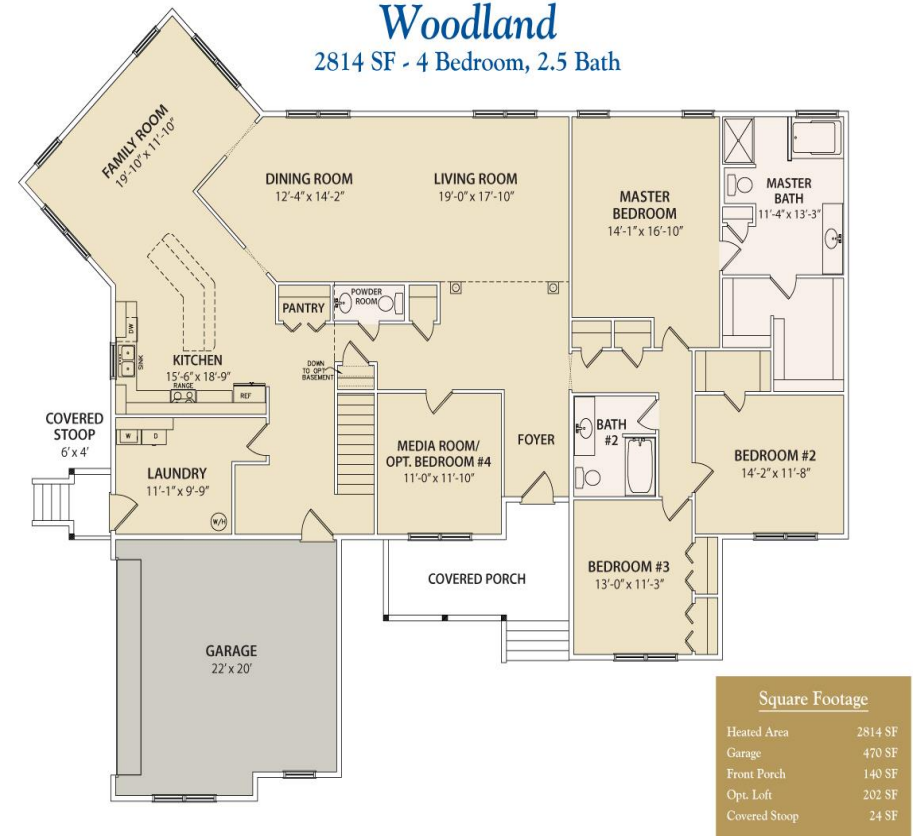 Woodland
2814 SF - 4 Bedroom, 2.5 Bath
FAMILY ROOM
19'-10" x 11'-10"
DINING ROOM
12'-4" x 14'-2"
LIVING ROOM
19'-0" x 17'-10"
MASTER
BEDROOM
14'-1" x 16'-10"
MASTER
BATH
11'-4" x 13'-3"
PANTRY
POWDER
ROOM
DW
SINK
KITCHEN
15'-6" x 18'-9"
RANGE
REF
DOWN
TO OPT
BASEMENT
COVERED
STOOP
6' x 4'
W
D
LAUNDRY
11'-1" x 9'-9"
W/H
MEDIA ROOM/
OPT. BEDROOM #4
11'-0" x 11'-10"
FOYER
BATH
#2
BEDROOM #2
14'-2" x 11'-8"
BEDROOM #3
13'-0" x 11'-3"
COVERED PORCH
GARAGE
22' x 20'
Square Footage
Heated Area 2814 SF
Garage 470 SF
Front Porch 140 SF
Opt. Loft 202 SF
Covered Stoop 24 SF